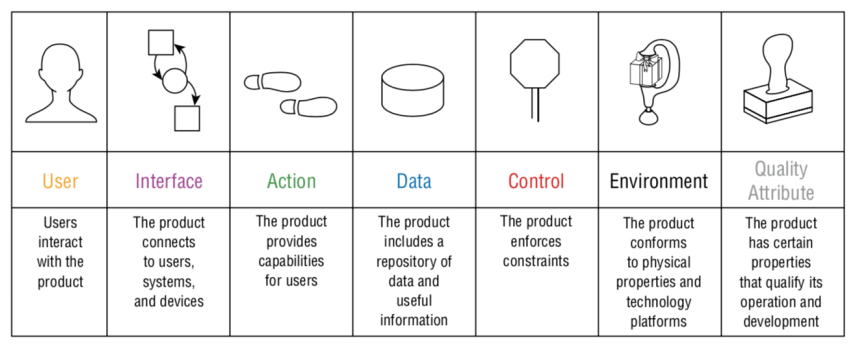 User
Interface
Action
Data
Control
Environment
Quality
Attribute
Users
interact
with the
product
The product
connects
to users,
systems,
and devices
The product
provides
capabilities
for users
The product
includes a
repository of
data and
useful
information
The product
enforces
constraints
The product
conforms
to physical
properties and
technology
platforms
The product
has certain
properties
that qualify its
operation and
development